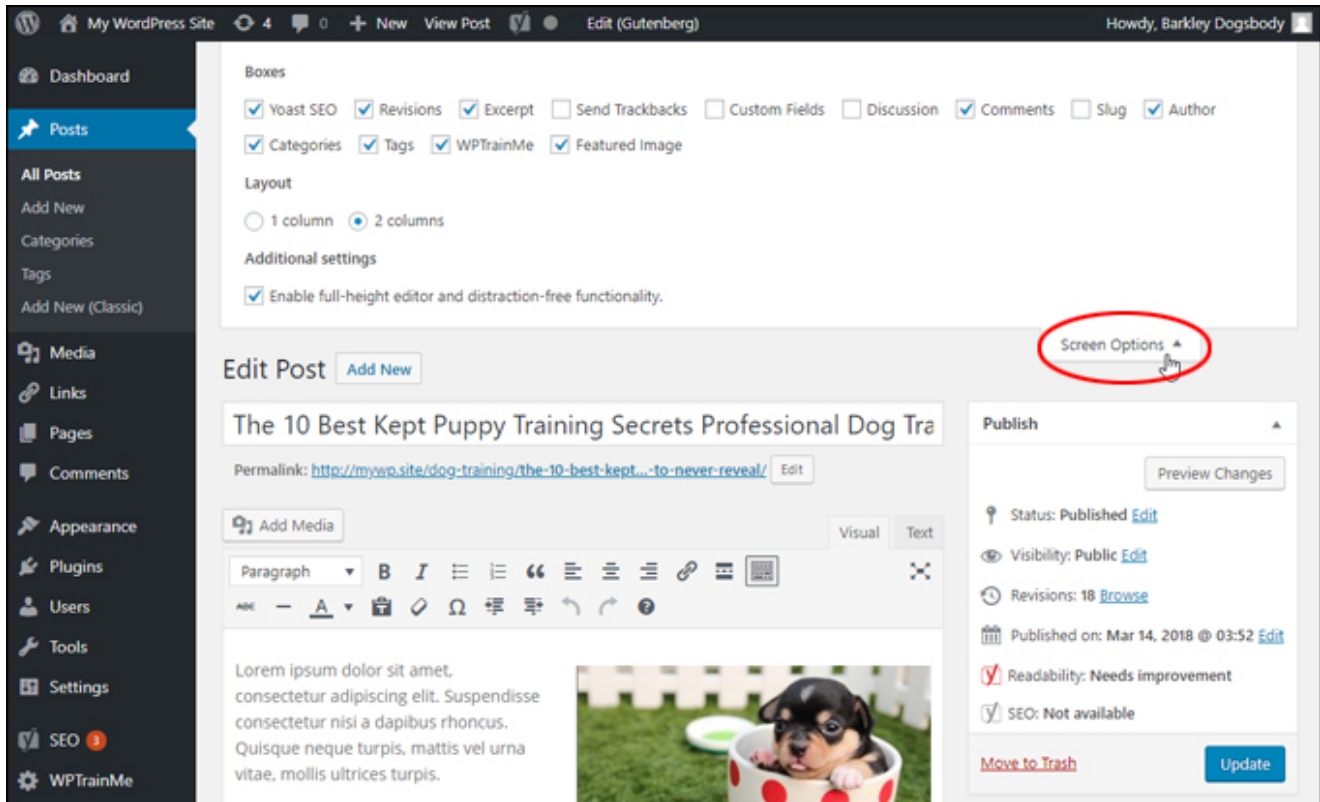 My WordPress Site 4 0 + New View Post Edit (Gutenberg) Howdy, Barkley Dogsbody
Dashboard
Posts
All Posts
Add New
Categories
Tags
Add New (Classic)
Media
Links
Pages
Comments
Appearance
Plugins
Users
Tools
Settings
SEO 3
WPTrainMe
Boxes
Yoast SEO Revisions Excerpt Send Trackbacks Custom Fields Discussion Comments Slug Author
Categories Tags WPTrainMe Featured Image
Layout
1 column 2 columns
Additional settings
Enable full-height editor and distraction-free functionality.
Screen Options
Edit Post Add New
The 10 Best Kept Puppy Training Secrets Professional Dog Tra
Permalink: http://mywp.site/dog-training/the-10-best-kept...-to-never-reveal/ Edit
Add Media
Visual Text
Paragraph B I
ABC A Ω
Lorem ipsum dolor sit amet,
consectetur adipiscing elit. Suspendisse
consectetur nisi a dapibus rhoncus.
Quisque neque turpis, mattis vel urna
vitae, mollis ultrices turpis.
Publish
Preview Changes
Status: Published Edit
Visibility: Public Edit
Revisions: 18 Browse
Published on: Mar 14, 2018 @ 03:52 Edit
Readability: Needs improvement
SEO: Not available
Move to Trash Update